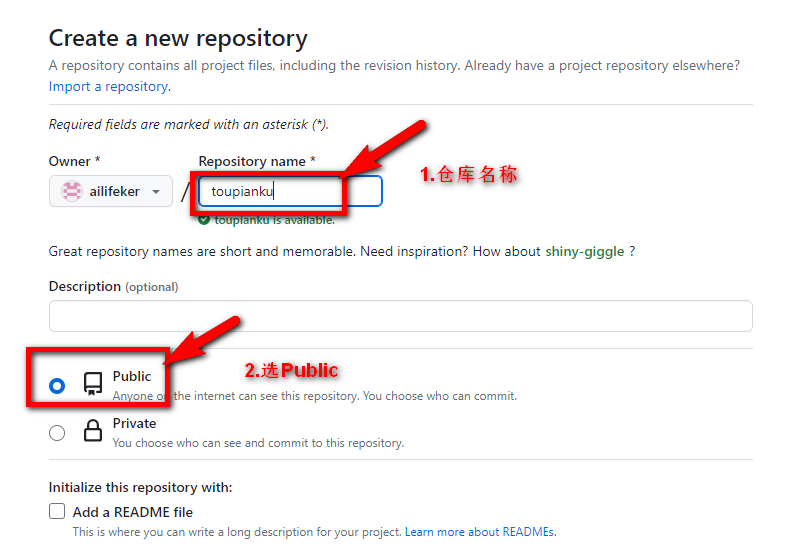 Create a new repository
A repository contains all project files, including the revision history. Already have a project repository elsewhere?
Import a repository.
Required fields are marked with an asterisk (*).
Owner *
Repository name *
1.仓库名称
ailifeker
/
toupianku
toupianku is available.
Great repository names are short and memorable. Need inspiration? How about shiny-giggle ?
Description (optional)
2.选Public
Public
Anyone on the internet can see this repository. You choose who can commit.
Private
You choose who can see and commit to this repository.
Initialize this repository with:
Add a README file
This is where you can write a long description for your project. Learn more about READMEs.